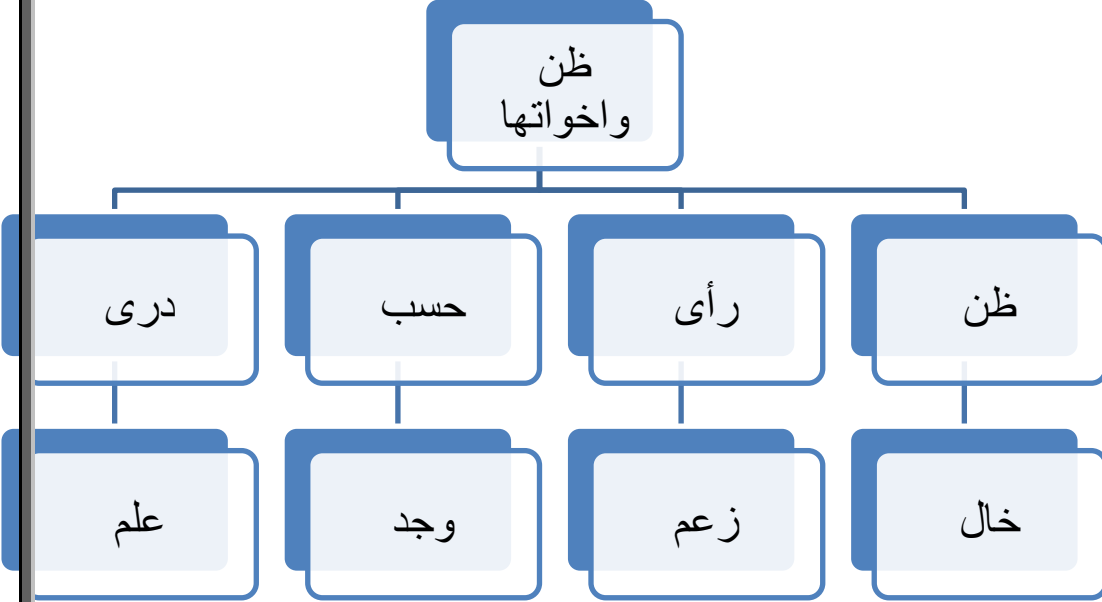 ظن
واخواتها
ظن
رأى
حسب
درى
خال
زعم
وجد
علم